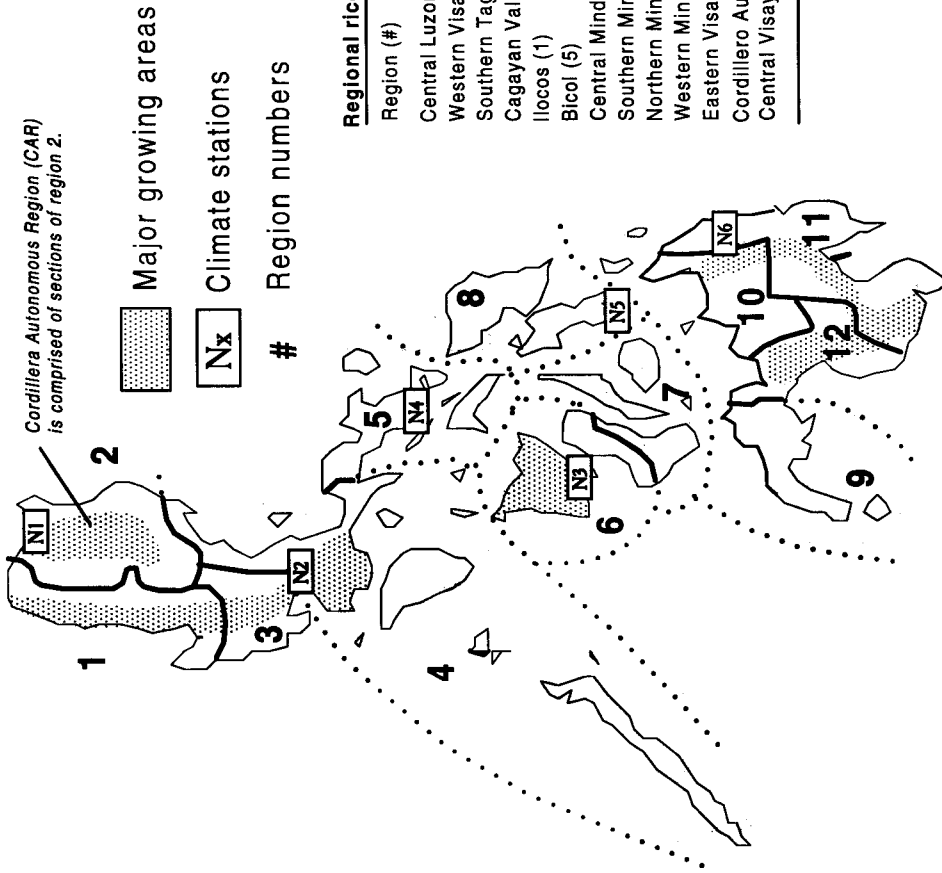 Cordillera Autonomous Region (CAR)
is comprised of sections of region 2.
Major growing areas
Nx Climate stations
# Region numbers
1
N1
2
3
N2
4
5
N4
6
N3
7
8
N5
9
10
N6
11
12
Regional ric
Region (#)
Central Luzon
Western Visa
Southern Tag
Cagayan Val
Ilocos (1)
Bicol (5)
Central Mind
Southern Min
Northern Min
Western Min
Eastern Visa
Cordillero Au
Central Visay